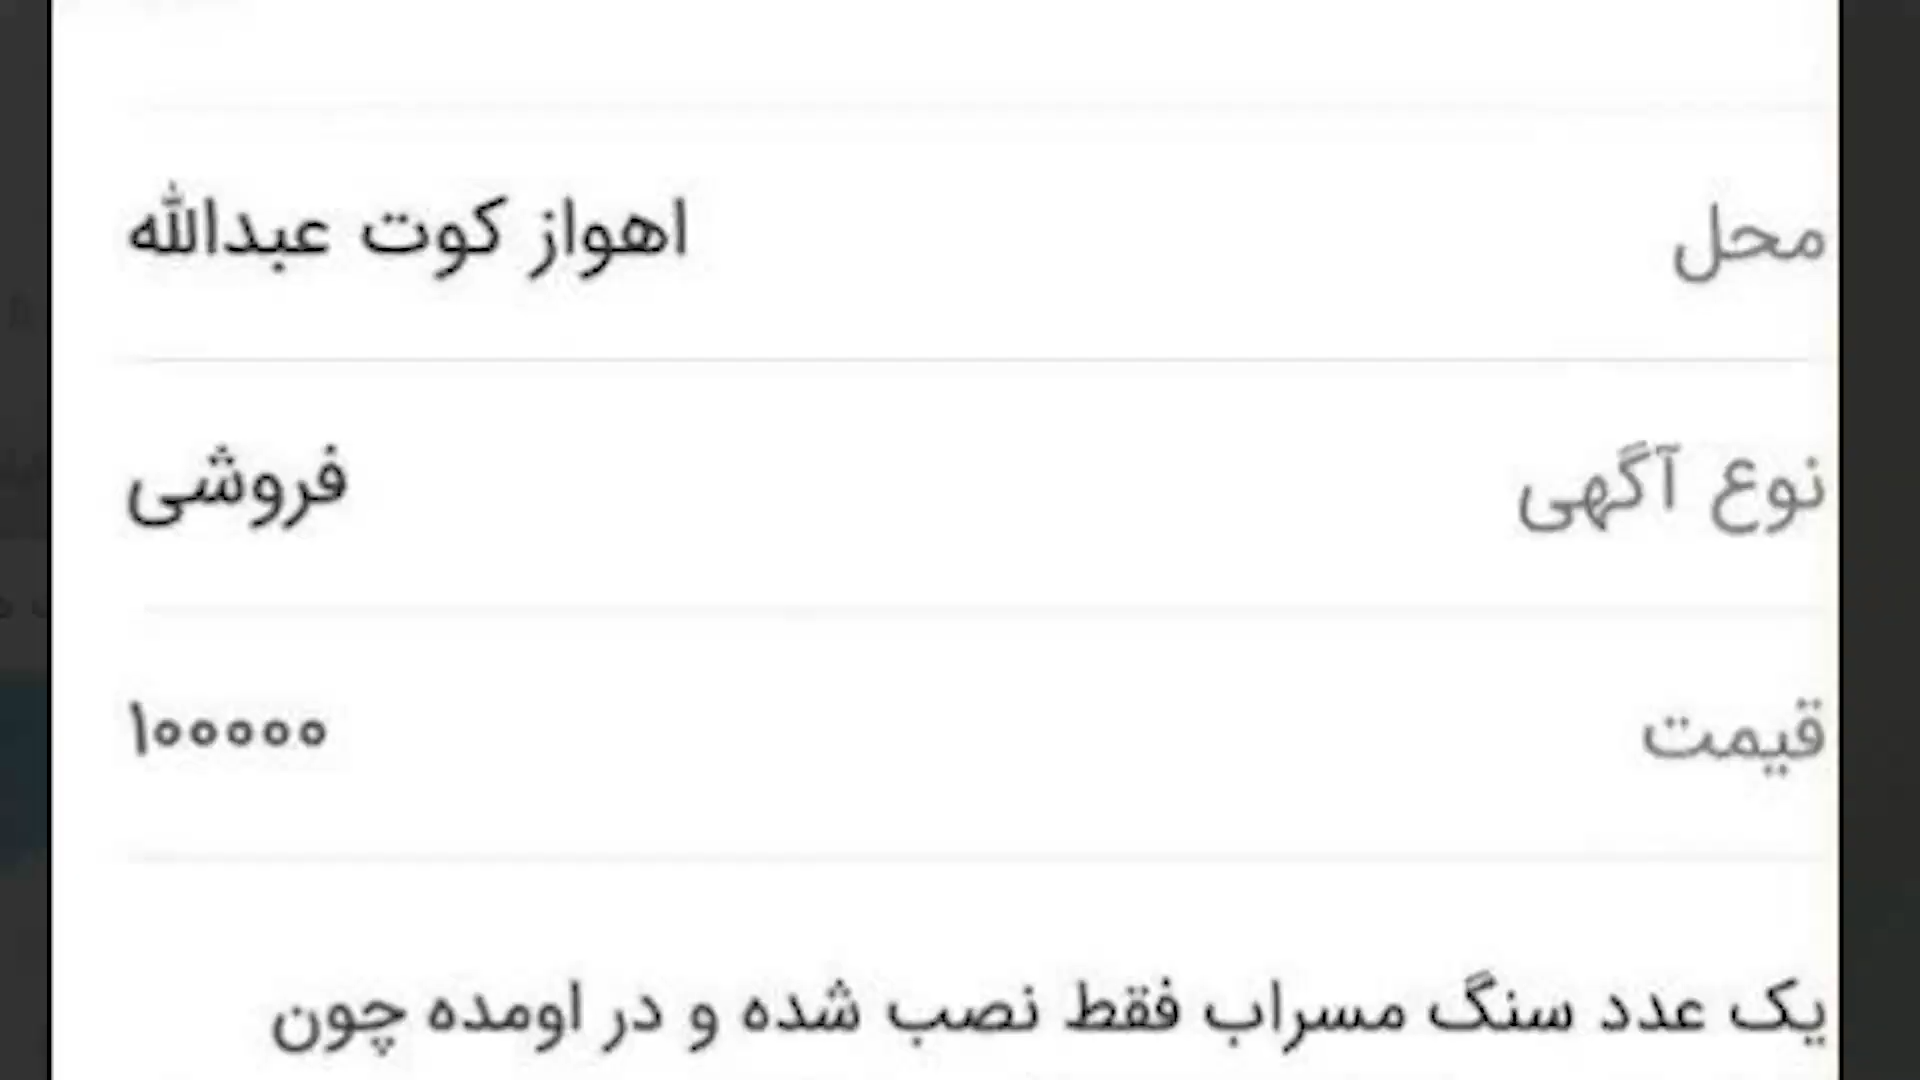 محل اهواز کوت عبدالله
نوع آگهی فروشی
قیمت ۱۰۰۰۰۰
یک عدد سنگ مسراب فقط نصب شده و در اومده چون